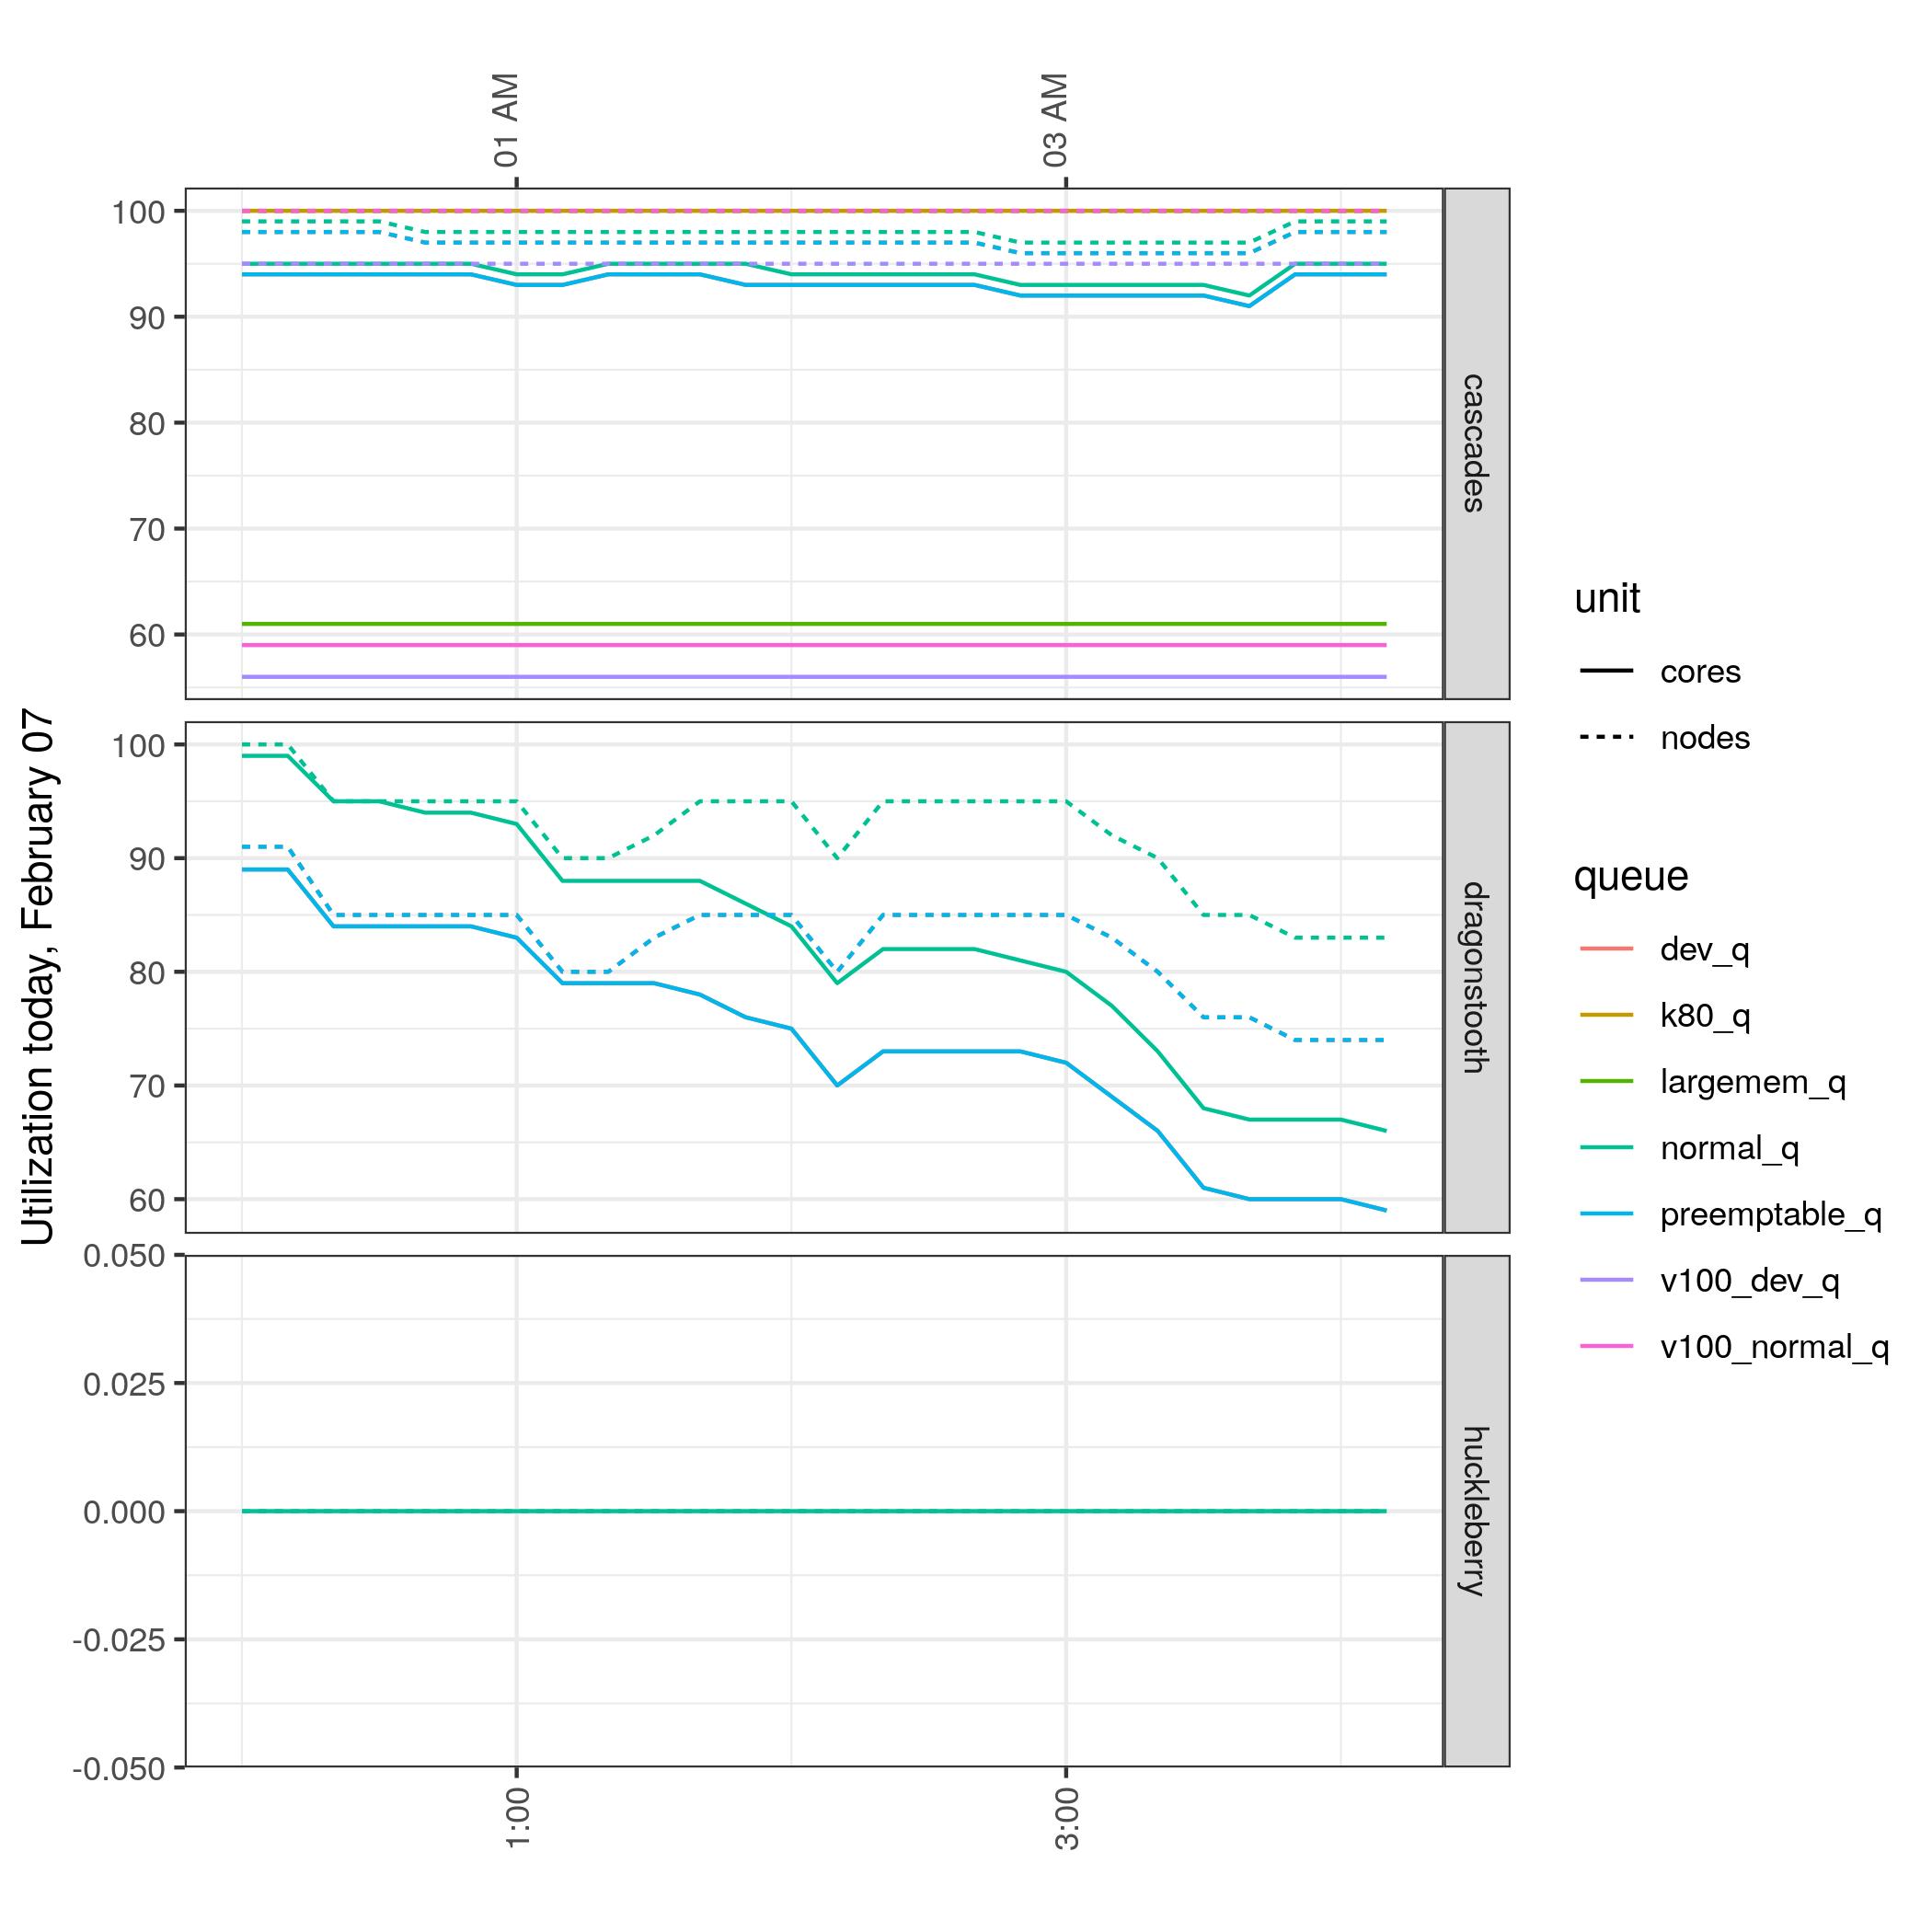 01 AM
03 AM
Utilization today, February 07
100
90
80
70
60
cascades
100
90
80
70
60
dragonstooth
0.050
0.025
0.000
-0.025
-0.050
huckleberry
1:00
3:00
unit
cores
nodes
queue
dev_q
k80_q
largemem_q
normal_q
preemptable_q
v100_dev_q
v100_normal_q